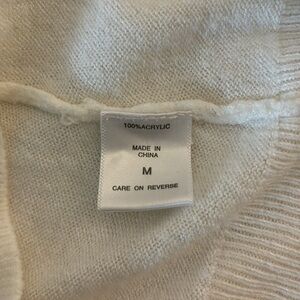 100%ACRYLIC
MADE IN
CHINA
M
CARE ON REVERSE